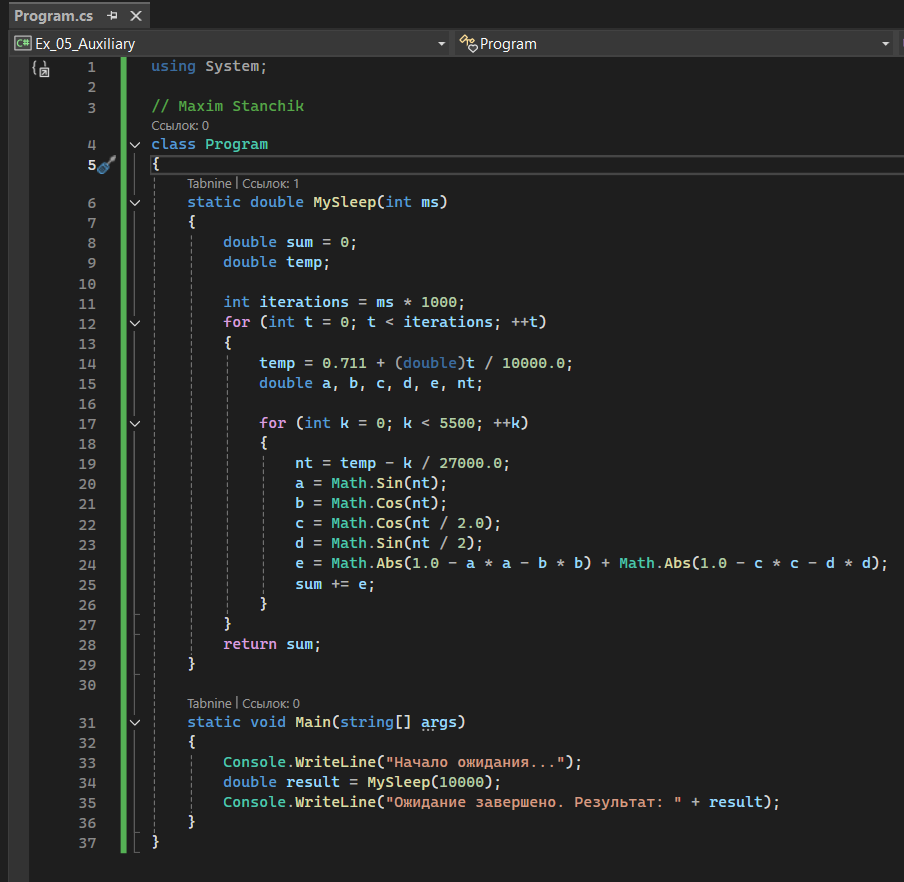 Program.cs
C# Ex_05_Auxiliary Program
1 using System;
2
3 // Maxim Stanchik
Ссылок: 0
4 class Program
5 {
Tabnine | Ссылок: 1
6 static double MySleep(int ms)
7 {
8 double sum = 0;
9 double temp;
10
11 int iterations = ms * 1000;
12 for (int t = 0; t < iterations; ++t)
13 {
14 temp = 0.711 + (double)t / 10000.0;
15 double a, b, c, d, e, nt;
16
17 for (int k = 0; k < 5500; ++k)
18 {
19 nt = temp - k / 27000.0;
20 a = Math.Sin(nt);
21 b = Math.Cos(nt);
22 c = Math.Cos(nt / 2.0);
23 d = Math.Sin(nt / 2);
24 e = Math.Abs(1.0 - a * a - b * b) + Math.Abs(1.0 - c * c - d * d);
25 sum += e;
26 }
27 }
28 return sum;
29 }
30
Tabnine | Ссылок: 0
31 static void Main(string[] args)
32 {
33 Console.WriteLine("Начало ожидания...");
34 double result = MySleep(10000);
35 Console.WriteLine("Ожидание завершено. Результат: " + result);
36 }
37 }